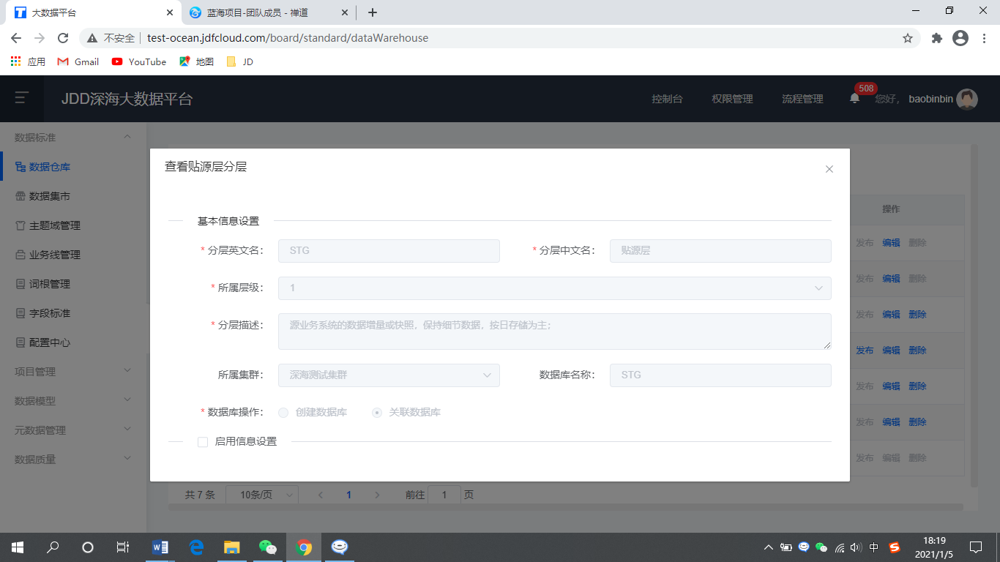 大数据平台
蓝海项目-团队成员 - 禅道
不安全
test-ocean.jdfcloud.com/board/standard/dataWarehouse
应用
Gmail
YouTube
地图
JD
JDD深海大数据平台
控制台
权限管理
流程管理
508
您好,
baobinbin
数据标准
数据仓库
数据集市
主题域管理
业务线管理
词根管理
字段标准
配置中心
项目管理
数据模型
元数据管理
数据质量
查看贴源层分层
基本信息设置
* 分层英文名: STG
* 分层中文名: 贴源层
* 所属层级: 1
* 分层描述: 源业务系统的数据增量或快照，保持细节数据，按日存储为主；
所属集群: 深海测试集群
数据库名称: STG
* 数据库操作: 创建数据库 关联数据库
启用信息设置
操作
发布 编辑 删除
发布 编辑 删除
发布 编辑 删除
发布 编辑 删除
发布 编辑 删除
发布 编辑 删除
发布 编辑 删除
共 7 条
10条/页
1
前往 1 页
中
18:19
2021/1/5